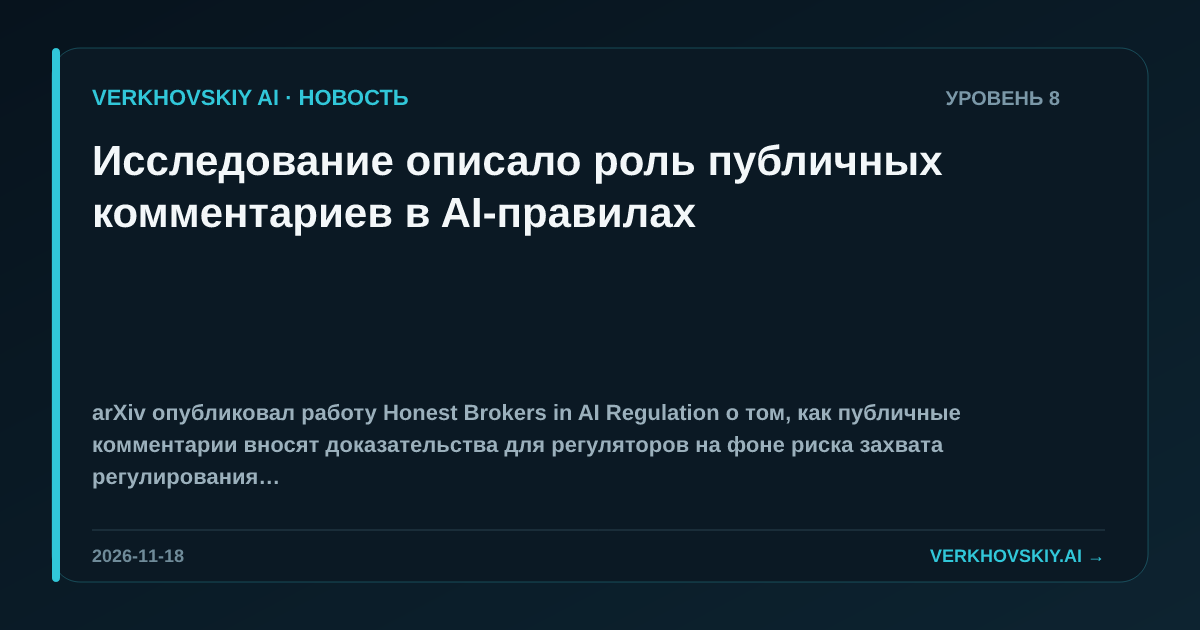 VERKHOVSKIY AI · НОВОСТЬ
УРОВЕНЬ 8
Исследование описало роль публичных
комментариев в AI-правилах
arXiv опубликовал работу Honest Brokers in AI Regulation о том, как публичные
комментарии вносят доказательства для регуляторов на фоне риска захвата
регулирования…
2026-11-18
VERKHOVSKIY.AI →